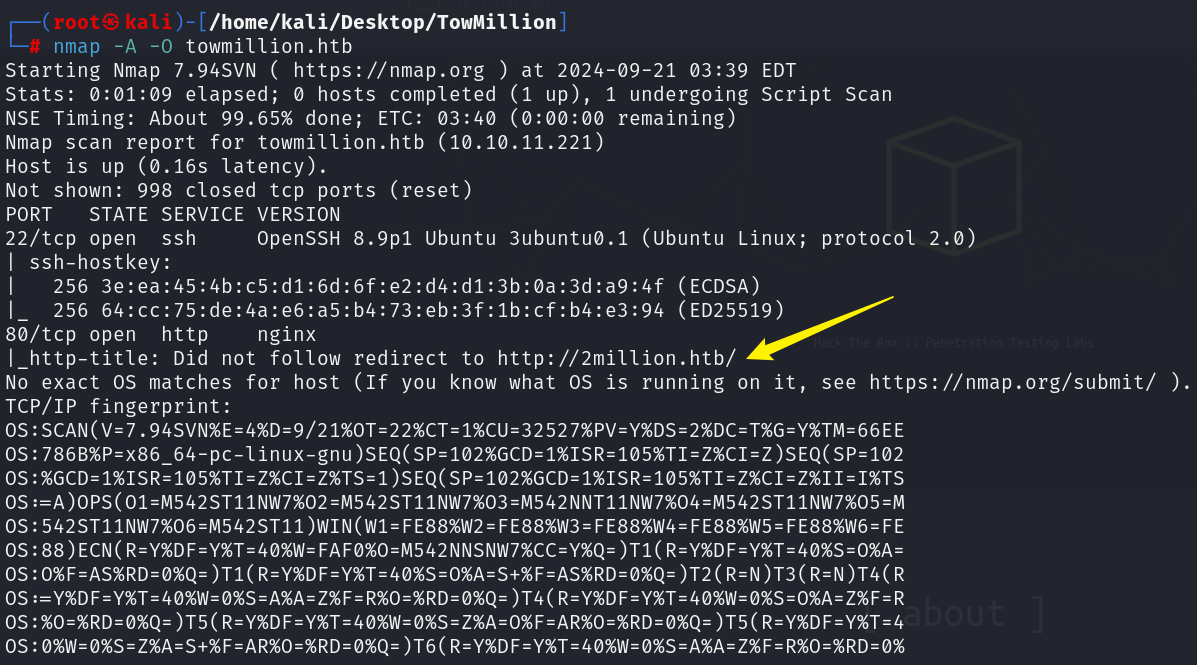 ┌──(root㉿kali)-[/home/kali/Desktop/TowMillion]
└─# nmap -A -O towmillion.htb
Starting Nmap 7.94SVN ( https://nmap.org ) at 2024-09-21 03:39 EDT
Stats: 0:01:09 elapsed; 0 hosts completed (1 up), 1 undergoing Script Scan
NSE Timing: About 99.65% done; ETC: 03:40 (0:00:00 remaining)
Nmap scan report for towmillion.htb (10.10.11.221)
Host is up (0.16s latency).
Not shown: 998 closed tcp ports (reset)
PORT   STATE SERVICE VERSION
22/tcp open  ssh     OpenSSH 8.9p1 Ubuntu 3ubuntu0.1 (Ubuntu Linux; protocol 2.0)
| ssh-hostkey:
|   256 3e:ea:45:4b:c5:d1:6d:6f:e2:d4:d1:3b:0a:3d:a9:4f (ECDSA)
|_  256 64:cc:75:de:4a:e6:a5:b4:73:eb:3f:1b:cf:b4:e3:94 (ED25519)
80/tcp open  http    nginx
|_http-title: Did not follow redirect to http://2million.htb/
Hack The Box :: Penetration Testing Labs
No exact OS matches for host (If you know what OS is running on it, see https://nmap.org/submit/ ).
TCP/IP fingerprint:
OS:SCAN(V=7.94SVN%E=4%D=9/21%OT=22%CT=1%CU=32527%PV=Y%DS=2%DC=T%G=Y%TM=66EE
OS:786B%P=x86_64-pc-linux-gnu)SEQ(SP=102%GCD=1%ISR=105%TI=Z%CI=Z)SEQ(SP=102
OS:%GCD=1%ISR=105%TI=Z%CI=Z%TS=1)SEQ(SP=102%GCD=1%ISR=105%TI=Z%CI=Z%II=I%TS
OS:=A)OPS(O1=M542ST11NW7%O2=M542ST11NW7%O3=M542NNT11NW7%O4=M542ST11NW7%O5=M
OS:542ST11NW7%O6=M542ST11)WIN(W1=FE88%W2=FE88%W3=FE88%W4=FE88%W5=FE88%W6=FE
OS:88)ECN(R=Y%DF=Y%T=40%W=FAF0%O=M542NNSNW7%CC=Y%Q=)T1(R=Y%DF=Y%T=40%S=O%A=
OS:O%F=AS%RD=0%Q=)T1(R=Y%DF=Y%T=40%S=O%A=S+%F=AS%RD=0%Q=)T2(R=N)T3(R=N)T4(R
OS:=Y%DF=Y%T=40%W=0%S=A%A=Z%F=R%O=%RD=0%Q=)T4(R=Y%DF=Y%T=40%W=0%S=O%A=Z%F=R
OS:%O=%RD=0%Q=)T5(R=Y%DF=Y%T=40%W=0%S=Z%A=O%F=AR%O=%RD=0%Q=)T5(R=Y%DF=Y%T=4
[ about ]
OS:0%W=0%S=Z%A=S+%F=AR%O=%RD=0%Q=)T6(R=Y%DF=Y%T=40%W=0%S=A%A=Z%F=R%O=%RD=0%